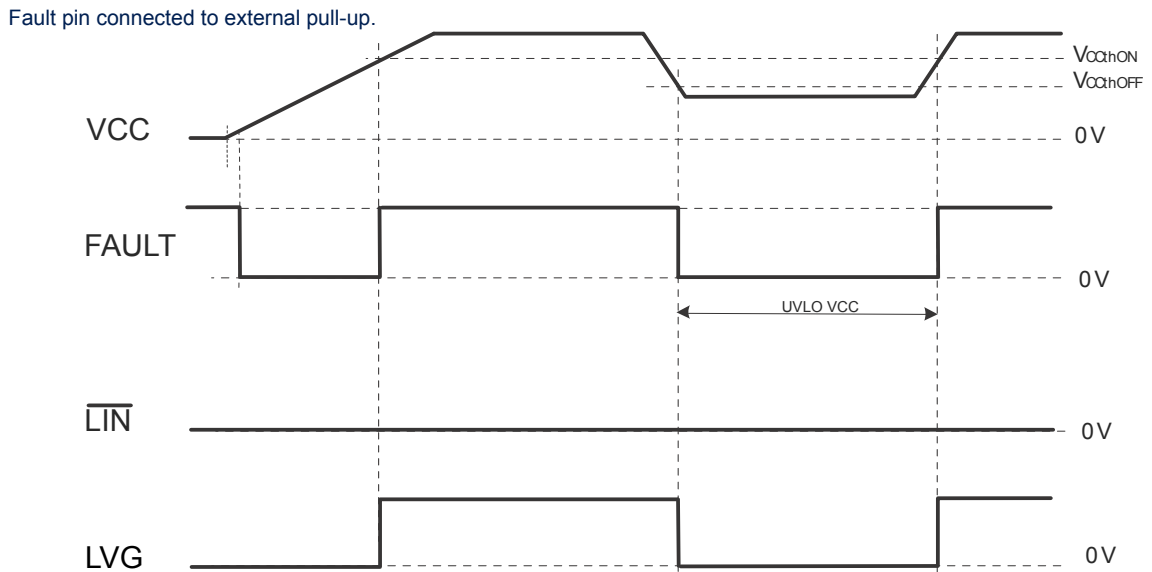 Fault pin connected to external pull-up.
VCCthON
VCCthOFF
VCC
0 V
FAULT
0 V
UVLO VCC
LIN
0 V
LVG
0 V